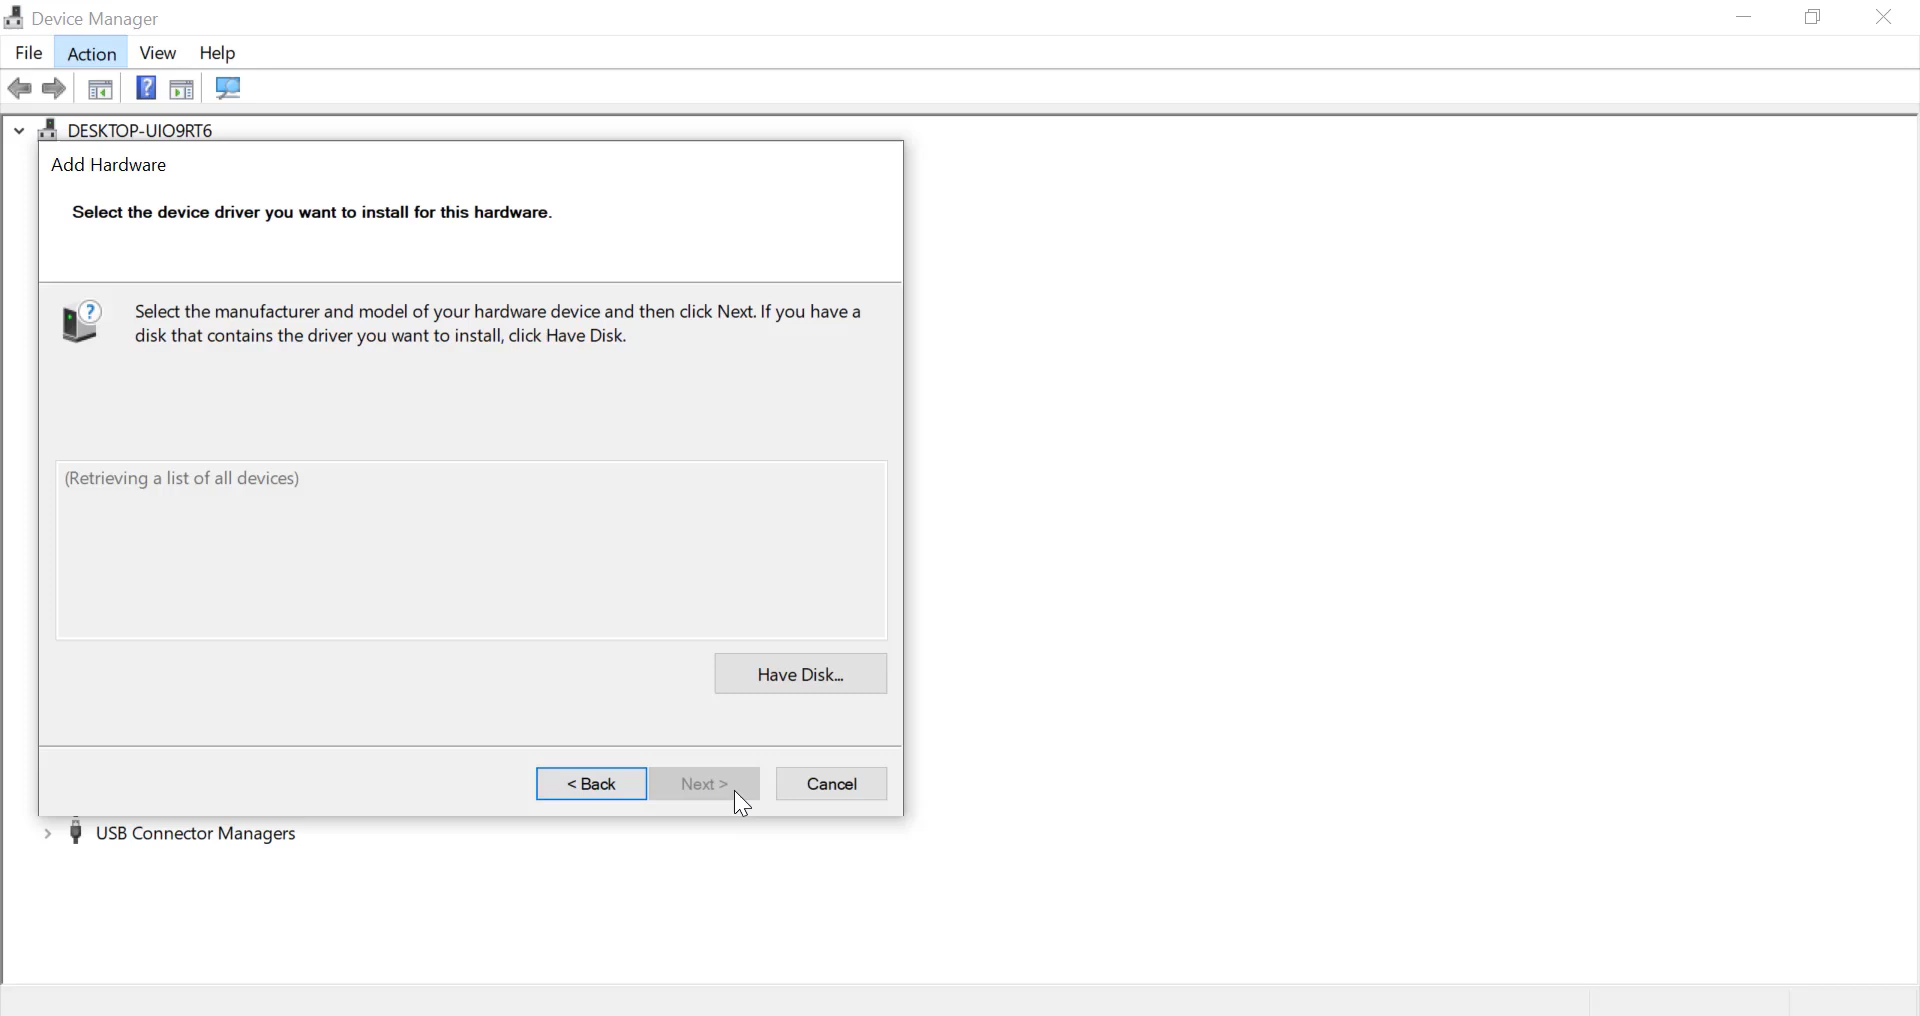 Device Manager
File Action View Help
DESKTOP-UIO9RT6
Add Hardware
Select the device driver you want to install for this hardware.
Select the manufacturer and model of your hardware device and then click Next. If you have a
disk that contains the driver you want to install, click Have Disk.
(Retrieving a list of all devices)
Have Disk...
< Back Next > Cancel
USB Connector Managers